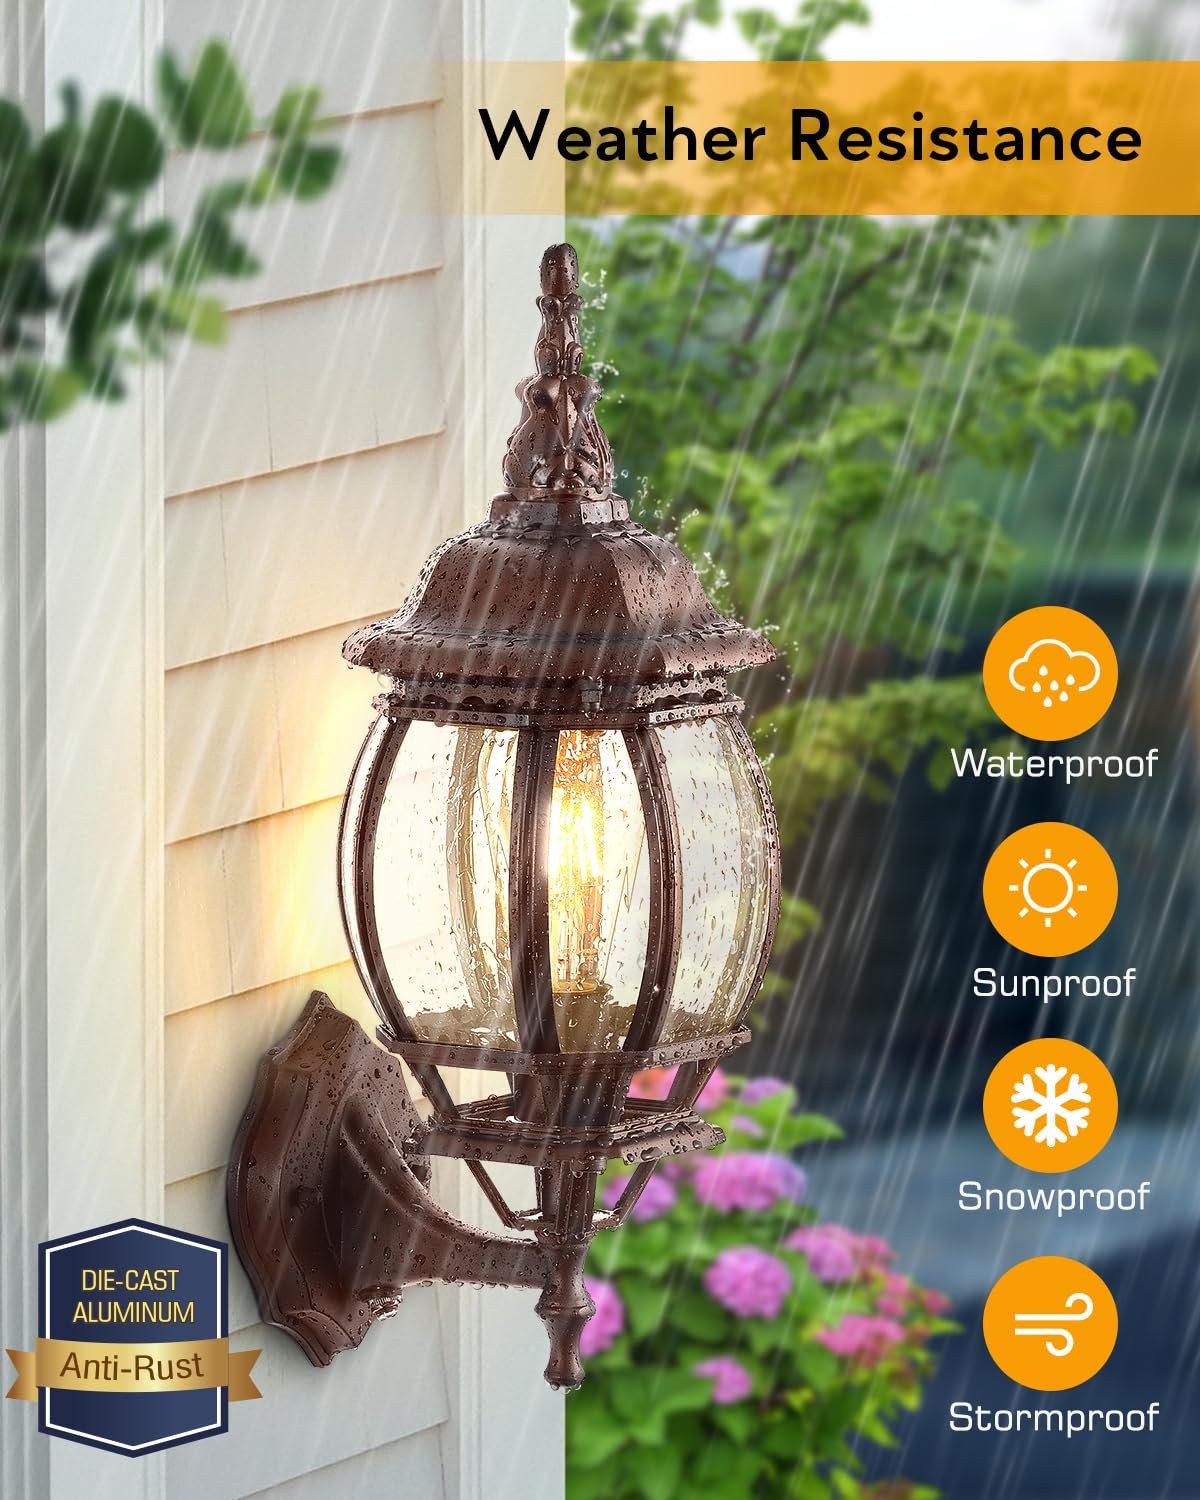 Weather Resistance
Waterproof
Sunproof
Snowproof
Stormproof
DIE-CAST
ALUMINUM
Anti-Rust